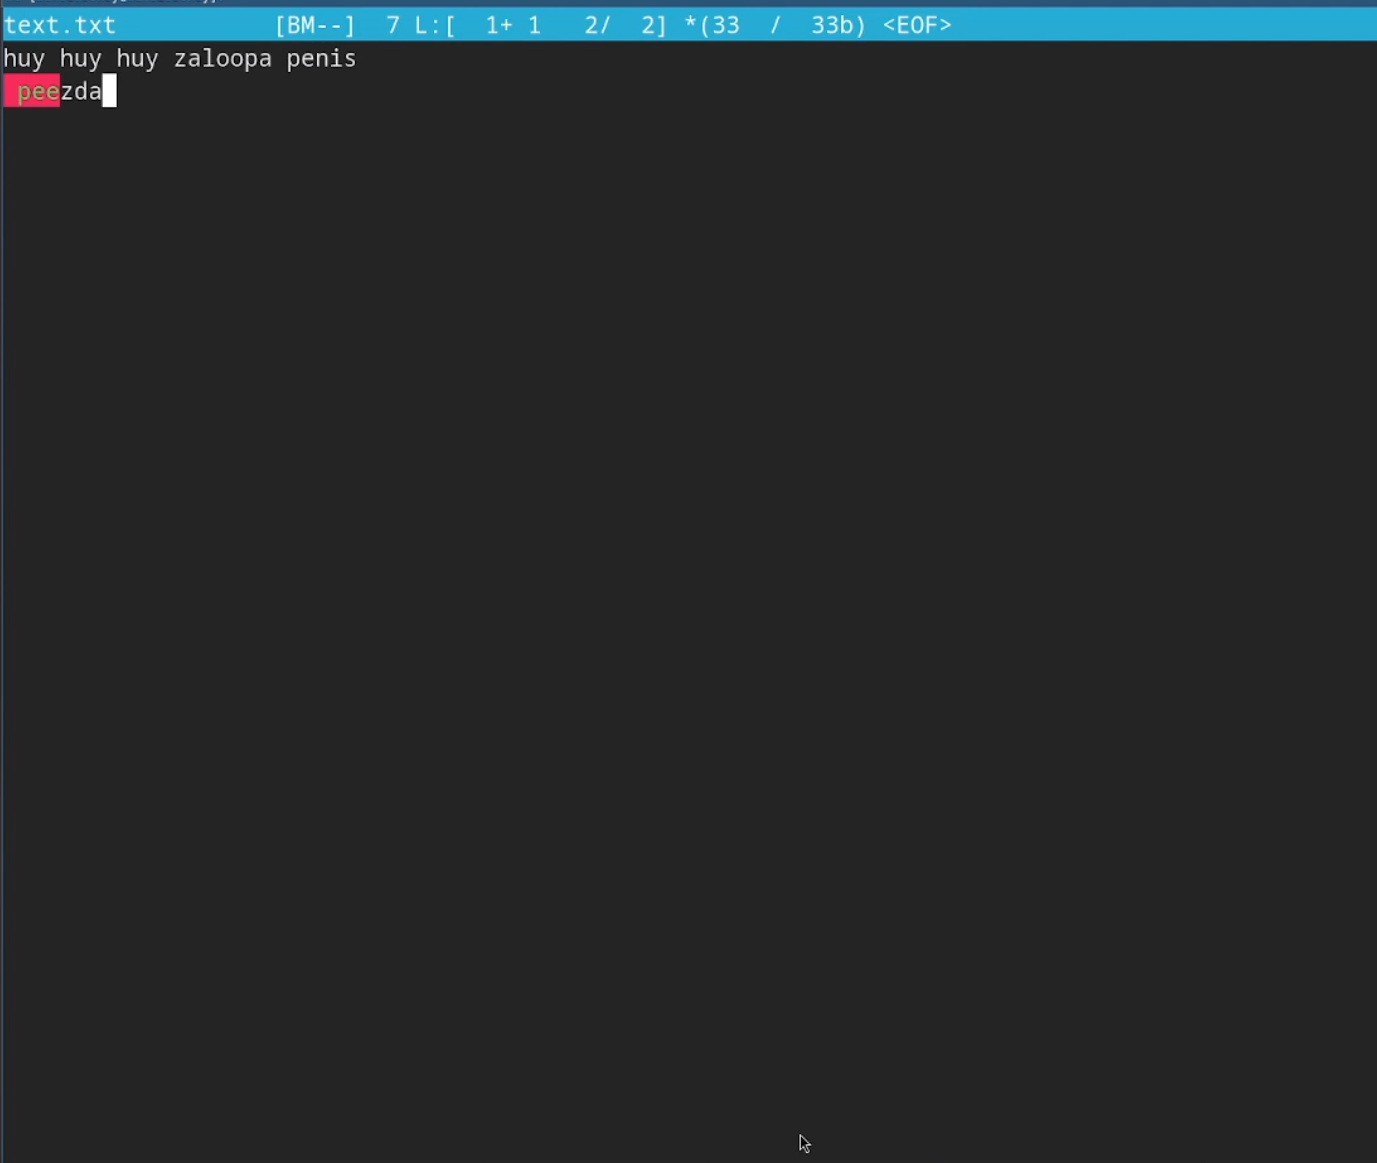 text.txt [BM--] 7 L:[ 1+ 1 2/ 2] *(33 / 33b) <EOF>
huy huy huy zaloopa penis
peezda